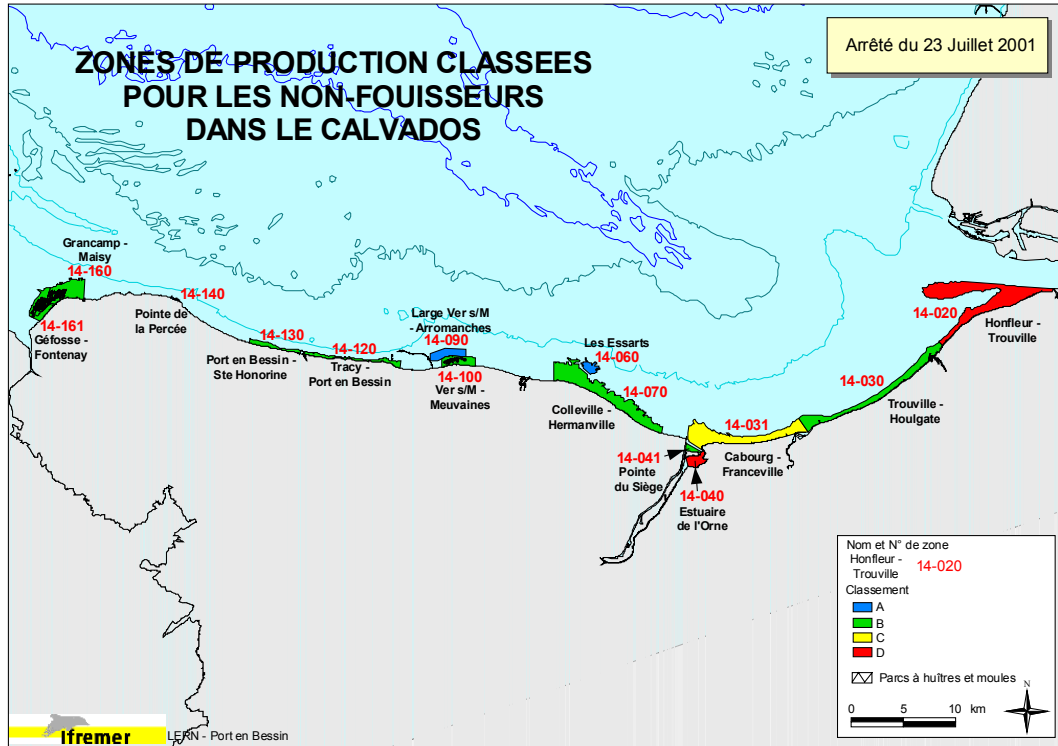 ZONES DE PRODUCTION CLASSEES
POUR LES NON-FOUISSEURS
DANS LE CALVADOS
Arrêté du 23 Juillet 2001
Grancamp -
Maisy
14-160
14-161
Géfosse -
Fontenay
14-140
Pointe de
la Percée
14-130
Port en Bessin -
Ste Honorine
14-120
Tracy -
Port en Bessin
Large Ver s/M
- Arromanches
14-090
14-100
Ver s/M -
Meuvaines
Les Essarts
14-060
14-070
Colleville -
Hermanville
14-041
Pointe
du Siège
14-040
Estuaire
de l'Orne
14-031
Cabourg -
Franceville
14-030
Trouville -
Houlgate
14-020
Honfleur -
Trouville
Nom et N° de zone
Honfleur -
Trouville
14-020
Classement
A
B
C
D
Parcs à huîtres et moules
N
0 5 10 km
Ifremer
LERN - Port en Bessin